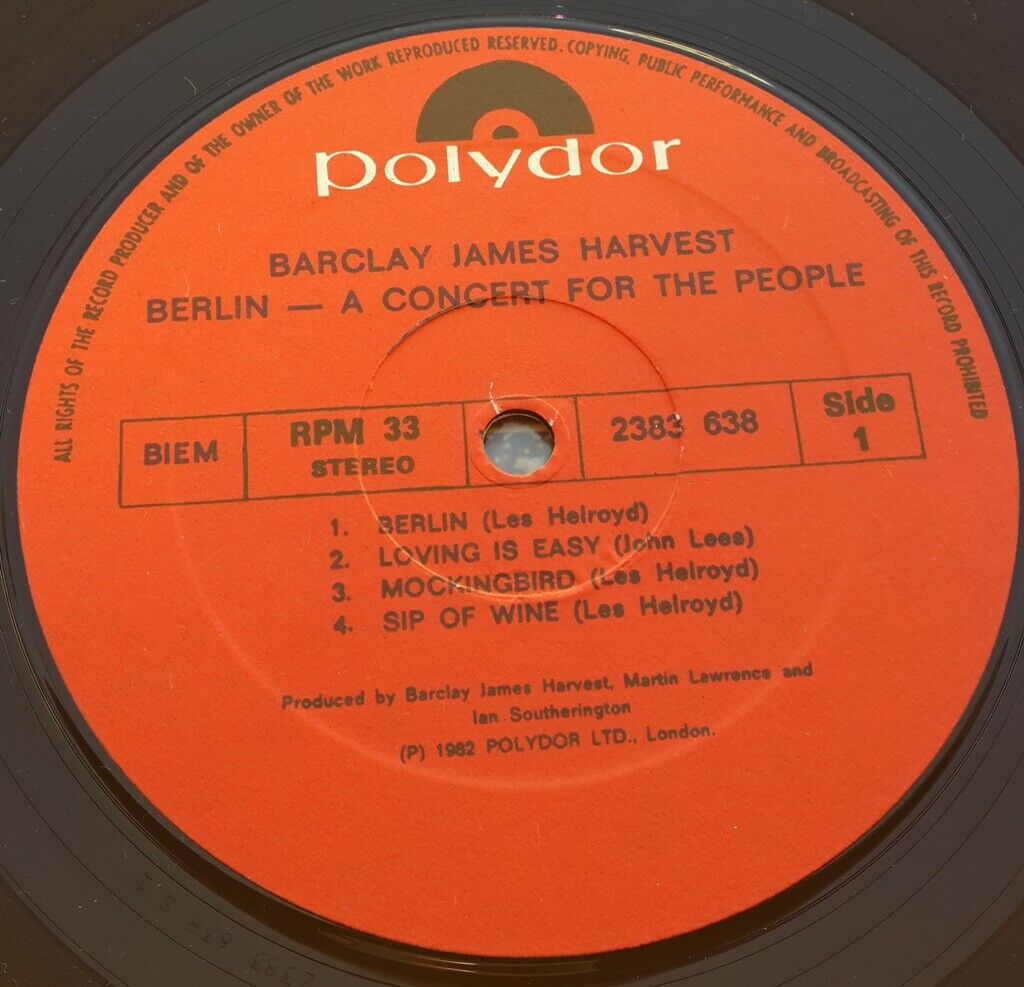 ALL RIGHTS OF THE RECORD PRODUCER AND OF THE OWNER OF THE WORK REPRODUCED RESERVED. COPYING, PUBLIC PERFORMANCE AND BROADCASTING OF THIS RECORD PROHIBITED
polydor
BARCLAY JAMES HARVEST
BERLIN — A CONCERT FOR THE PEOPLE
BIEM
RPM 33
STEREO
2383 638
Side
1
1. BERLIN (Les Helroyd)
2. LOVING IS EASY (John Lees)
3. MOCKINGBIRD (Les Helroyd)
4. SIP OF WINE (Les Helroyd)
Produced by Barclay James Harvest, Martin Lawrence and
Ian Southerington
(P) 1982 POLYDOR LTD., London.